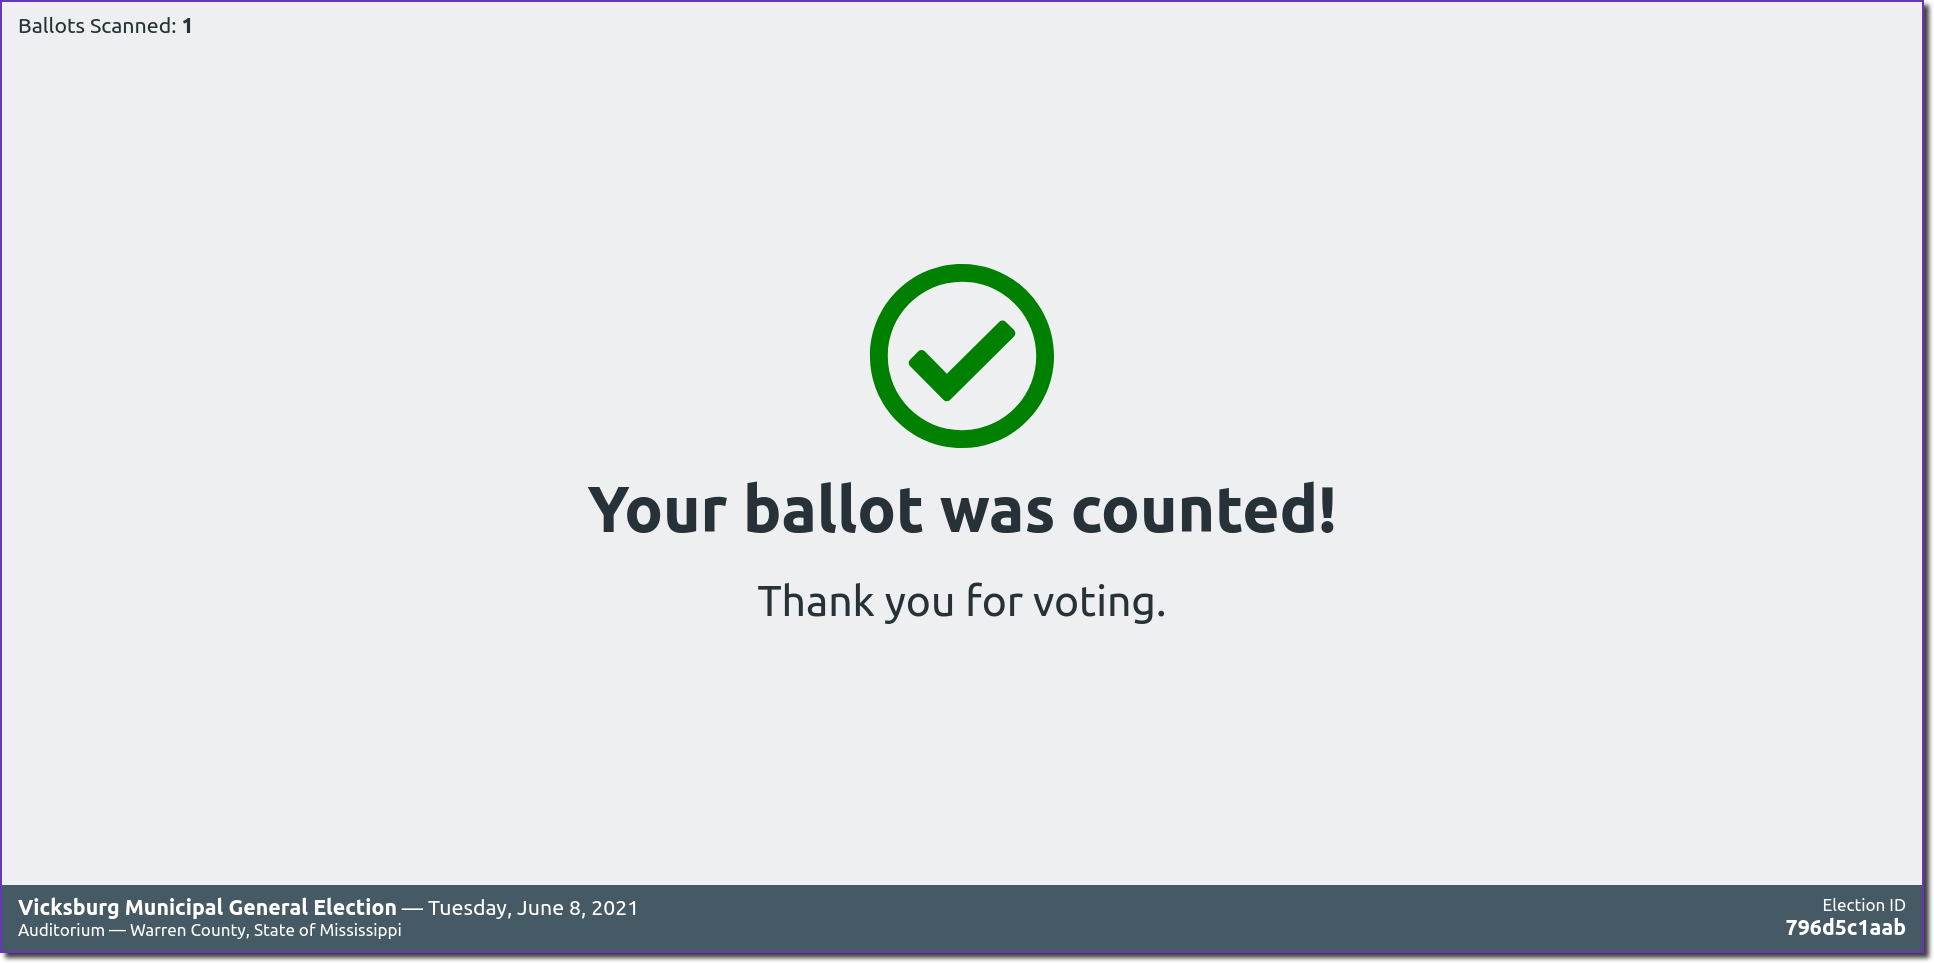 Ballots Scanned: 1
Your ballot was counted!
Thank you for voting.
Vicksburg Municipal General Election — Tuesday, June 8, 2021
Auditorium — Warren County, State of Mississippi
Election ID
796d5c1aab